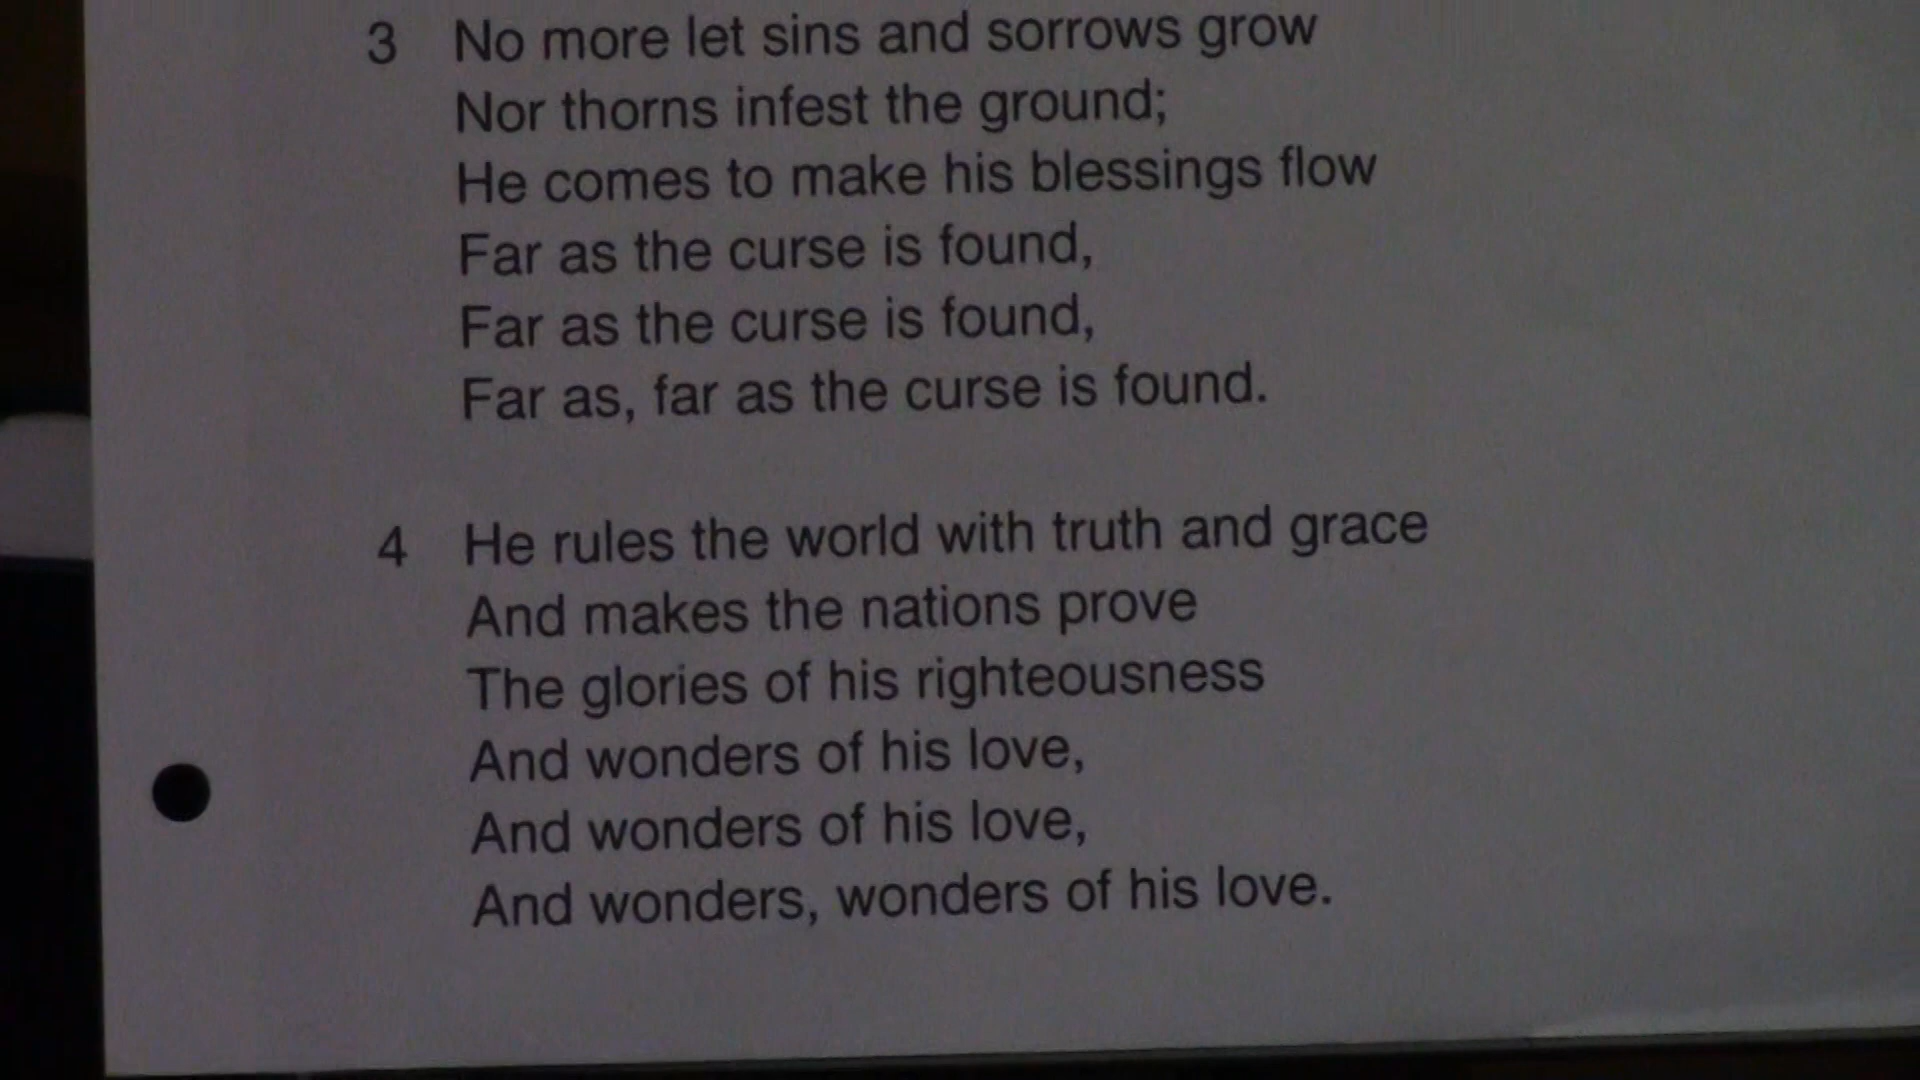 3 No more let sins and sorrows grow
Nor thorns infest the ground;
He comes to make his blessings flow
Far as the curse is found,
Far as the curse is found,
Far as, far as the curse is found.
4 He rules the world with truth and grace
And makes the nations prove
The glories of his righteousness
And wonders of his love,
And wonders of his love,
And wonders, wonders of his love.